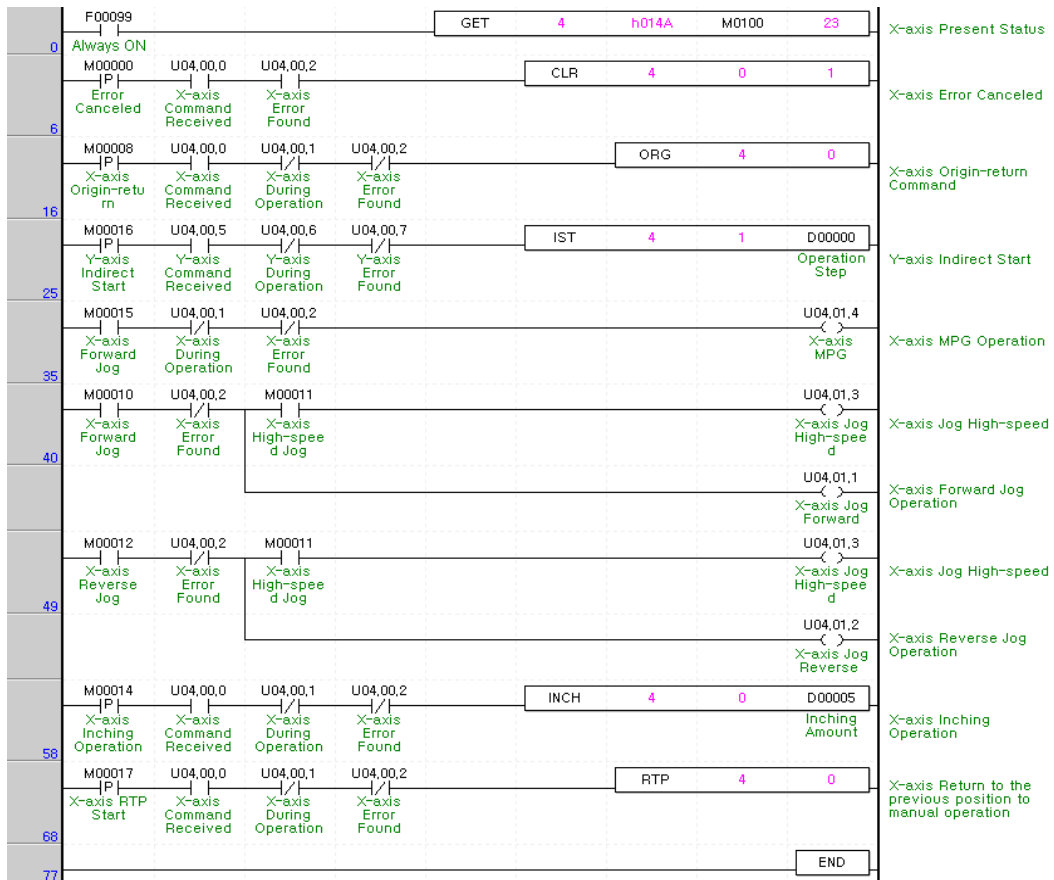 F00099
GET 4 h014A M0100 23
X-axis Present Status
0
Always ON
M00000 U04,00,0 U04,00,2
P
CLR 4 0 1
Error X-axis X-axis
Canceled Command Error
Received Found
X-axis Error Canceled
6
M00008 U04,00,0 U04,00,1 U04,00,2
P
ORG 4 0
X-axis X-axis X-axis X-axis
Origin-retu Command During Error
rn Received Operation Found
X-axis Origin-return
Command
16
M00016 U04,00,5 U04,00,6 U04,00,7
P
IST 4 1 D00000
Y-axis Y-axis Y-axis Y-axis Operation
Indirect Command During Error Step
Start Received Operation Found
Y-axis Indirect Start
25
M00015 U04,00,1 U04,00,2 U04,01,4
X-axis X-axis X-axis X-axis
Forward During Error MPG
Jog Operation Found
X-axis MPG Operation
35
M00010 U04,00,2 M00011 U04,01,3
X-axis X-axis X-axis X-axis Jog
Forward Error High-spee High-spee
Jog Found d Jog d
X-axis Jog High-speed
40
U04,01,1
X-axis Jog
Forward
X-axis Forward Jog
Operation
M00012 U04,00,2 M00011 U04,01,3
X-axis X-axis X-axis X-axis Jog
Reverse Error High-spee High-spee
Jog Found d Jog d
X-axis Jog High-speed
49
U04,01,2
X-axis Jog
Reverse
X-axis Reverse Jog
Operation
M00014 U04,00,0 U04,00,1 U04,00,2
P
INCH 4 0 D00005
X-axis X-axis X-axis X-axis Inching
Inching Command During Error Amount
Operation Received Operation Found
X-axis Inching
Operation
58
M00017 U04,00,0 U04,00,1 U04,00,2
P
RTP 4 0
X-axis RTP X-axis X-axis X-axis
Start Command During Error
Received Operation Found
X-axis Return to the
previous position to
manual operation
68
END
77